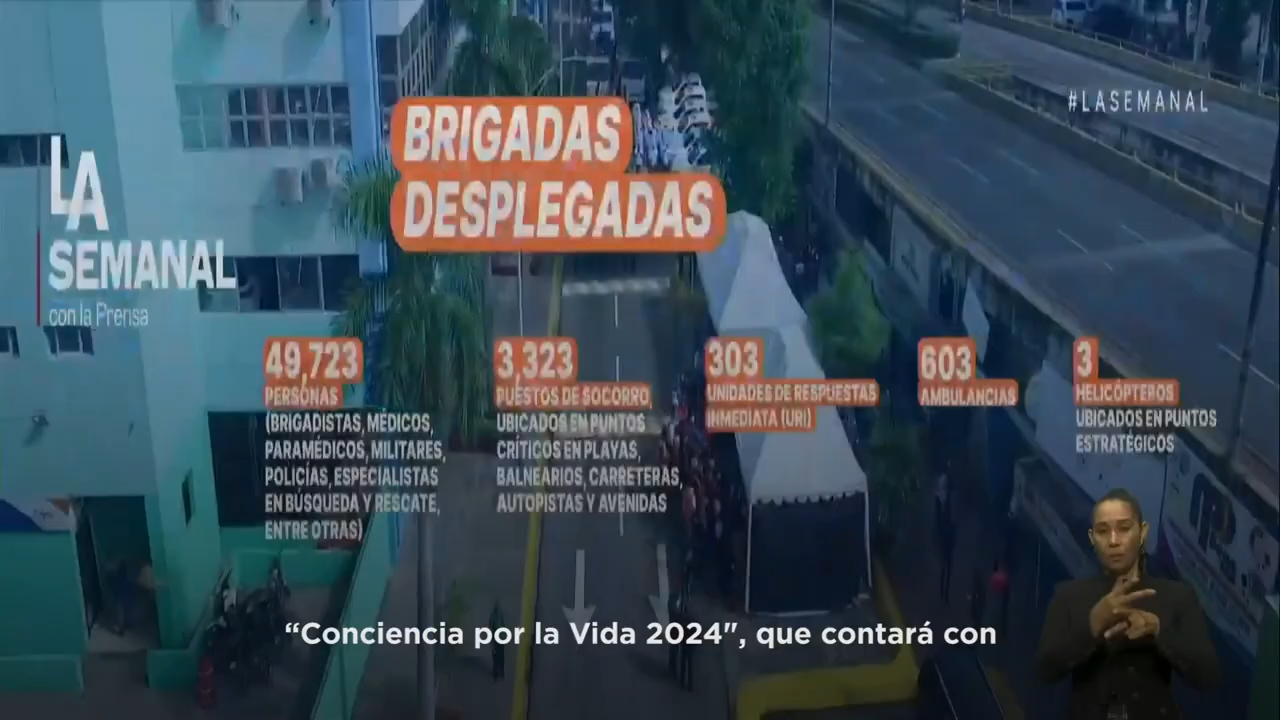 #LASEMANAL
LA
SEMANAL
con la Prensa
BRIGADAS
DESPLEGADAS
49,723
PERSONAS
(BRIGADISTAS, MÉDICOS,
PARAMÉDICOS, MILITARES,
POLICÍAS, ESPECIALISTAS
EN BÚSQUEDA Y RESCATE,
ENTRE OTRAS)
3,323
PUESTOS DE SOCORRO,
UBICADOS EN PUNTOS
CRÍTICOS EN PLAYAS,
BALNEARIOS, CARRETERAS,
AUTOPISTAS Y AVENIDAS
303
UNIDADES DE RESPUESTAS
INMEDIATA (URI)
603
AMBULANCIAS
3
HELICÓPTEROS
UBICADOS EN PUNTOS
ESTRATÉGICOS
“Conciencia por la Vida 2024", que contará con